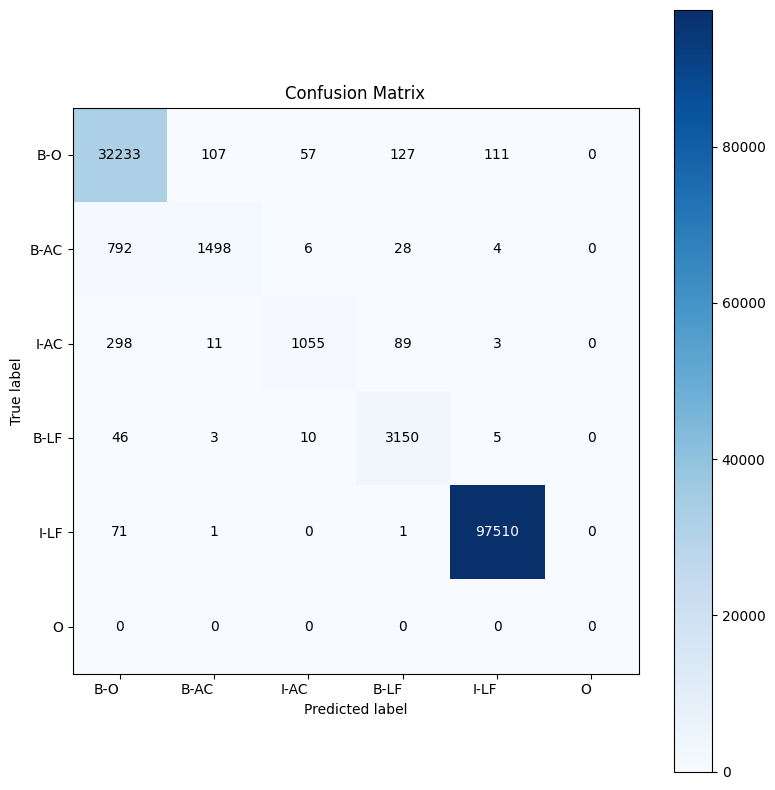 Confusion Matrix
True label
B-O 32233 107 57 127 111 0
B-AC 792 1498 6 28 4 0
I-AC 298 11 1055 89 3 0
B-LF 46 3 10 3150 5 0
I-LF 71 1 0 1 97510 0
O 0 0 0 0 0 0
B-O B-AC I-AC B-LF I-LF O
Predicted label
80000
60000
40000
20000
0